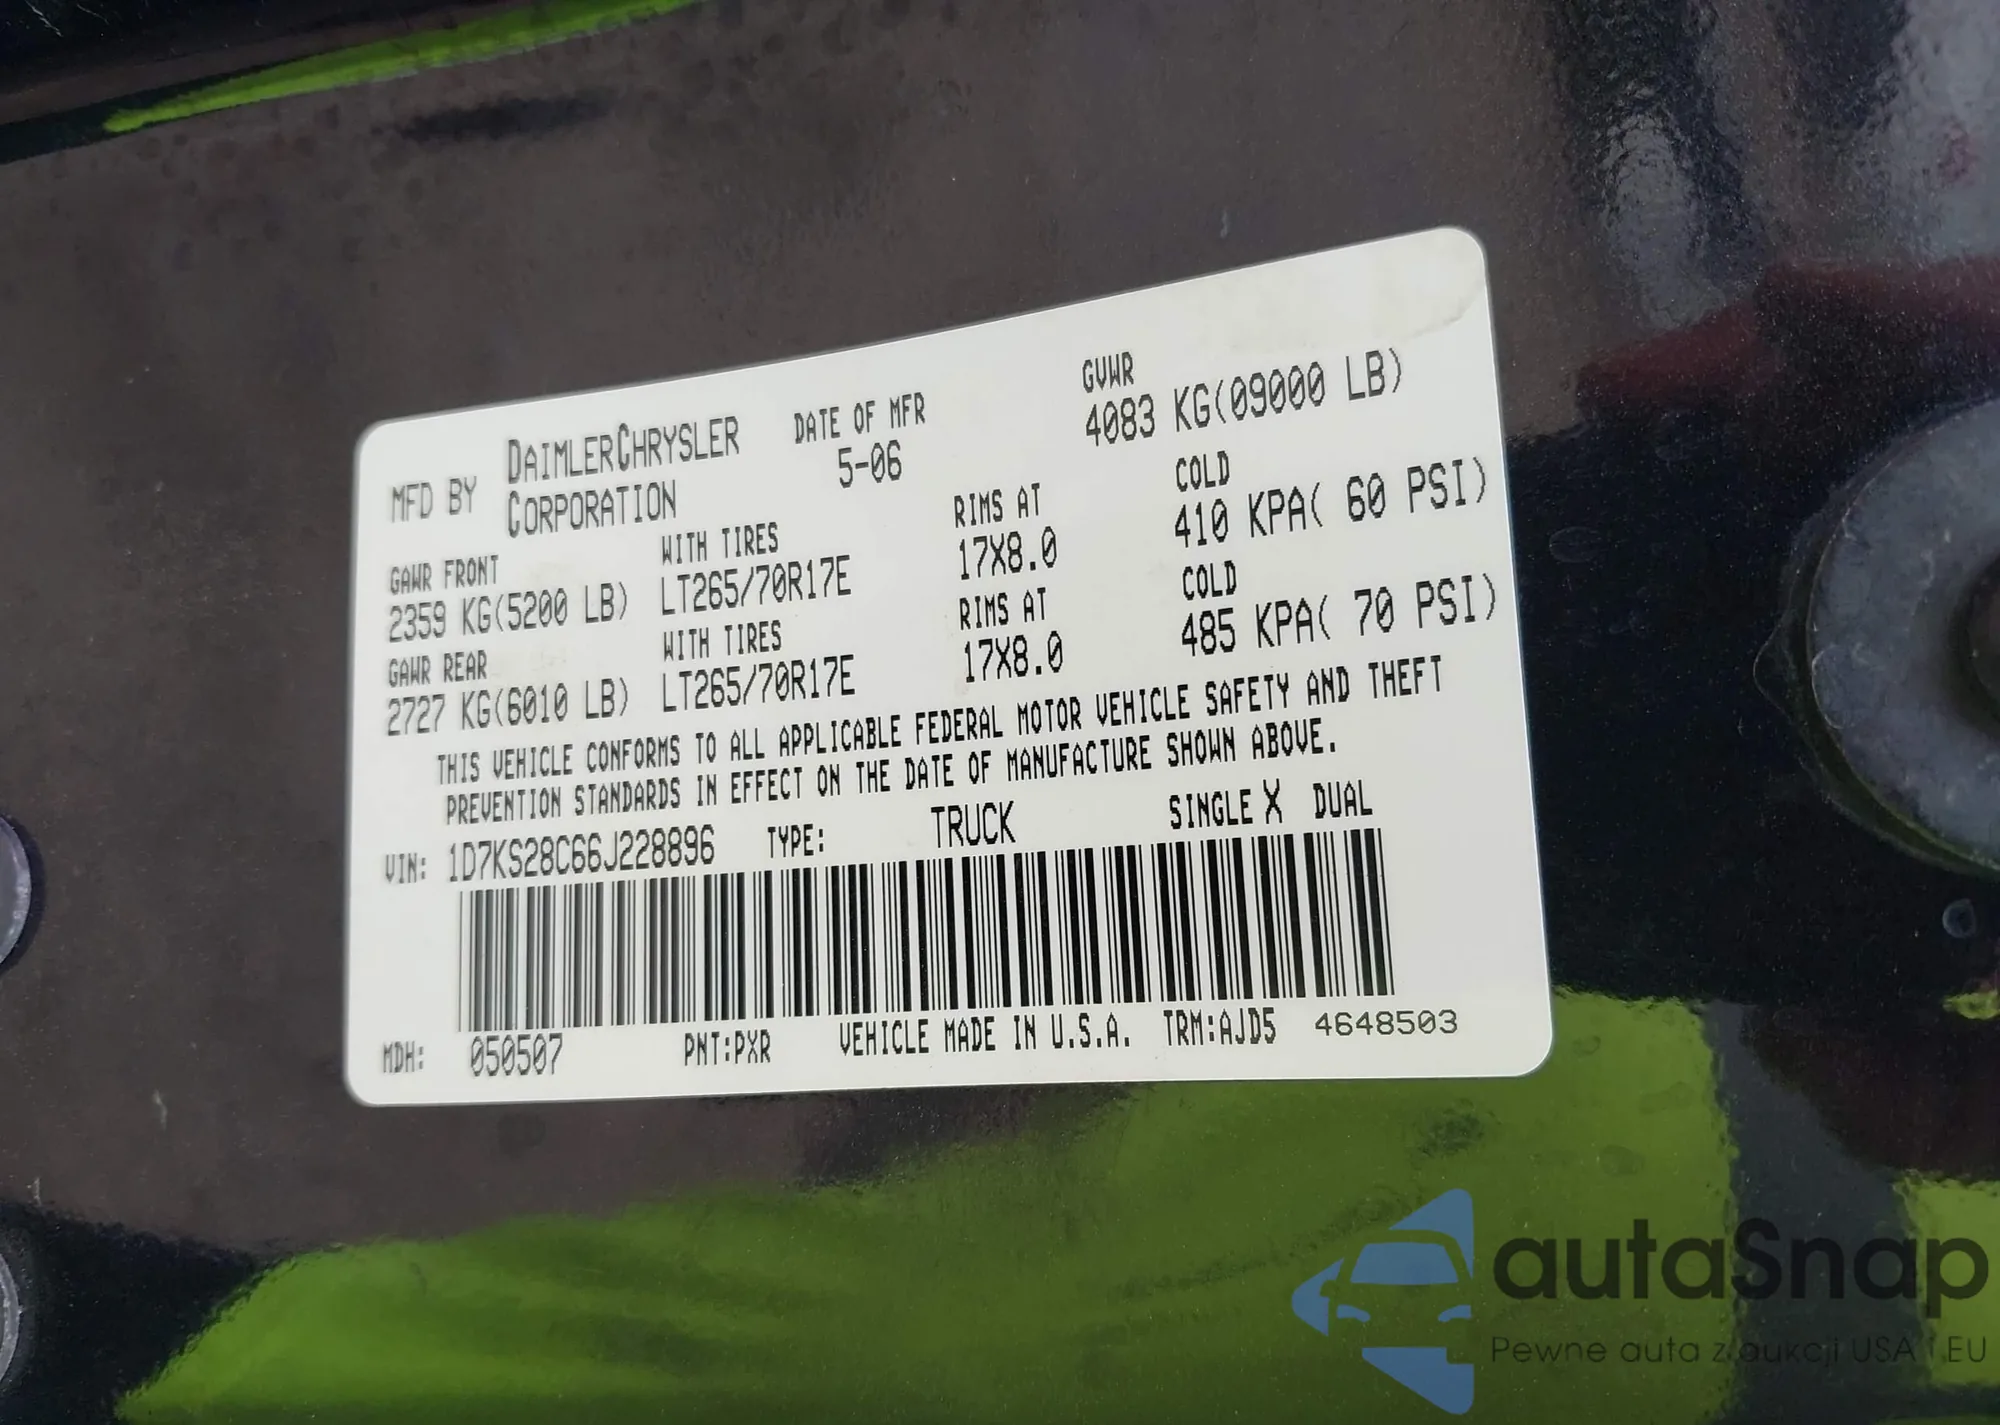 MFD BY DAIMLERCHRYSLER CORPORATION
DATE OF MFR 5-06
GVWR 4083 KG(09000 LB)
GAWR FRONT WITH TIRES RIMS AT COLD
2359 KG(5200 LB) LT265/70R17E 17X8.0 410 KPA( 60 PSI)
GAWR REAR WITH TIRES RIMS AT COLD
2727 KG(6010 LB) LT265/70R17E 17X8.0 485 KPA( 70 PSI)
THIS VEHICLE CONFORMS TO ALL APPLICABLE FEDERAL MOTOR VEHICLE SAFETY AND THEFT
PREVENTION STANDARDS IN EFFECT ON THE DATE OF MANUFACTURE SHOWN ABOVE.
VIN: 1D7KS28C66J228896 TYPE: TRUCK SINGLE X DUAL
MDH: 050507 PNT:PXR VEHICLE MADE IN U.S.A. TRM:AJD5 4648503
autaSnap
Pewne auta z aukcji USA i EU